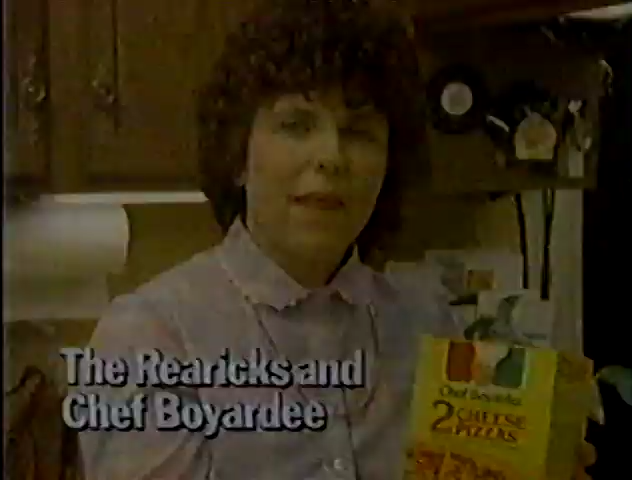 The Rearicks and
Chef Boyardee
Chef Boyardee
2 CHEESE
PIZZAS